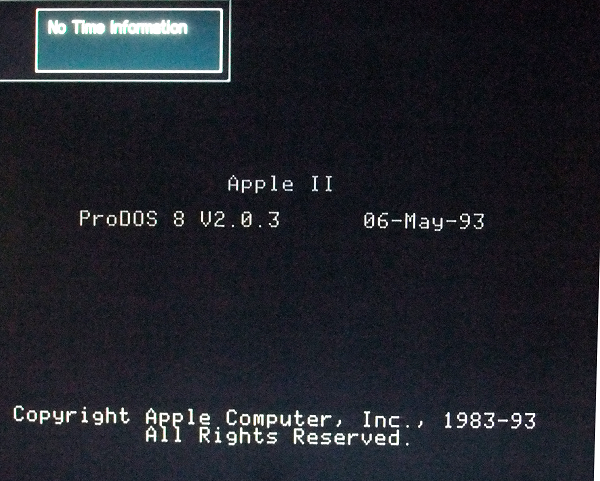 No Time Information
Apple II
ProDOS 8 V2.0.3 06-May-93
Copyright Apple Computer, Inc., 1983-93
All Rights Reserved.